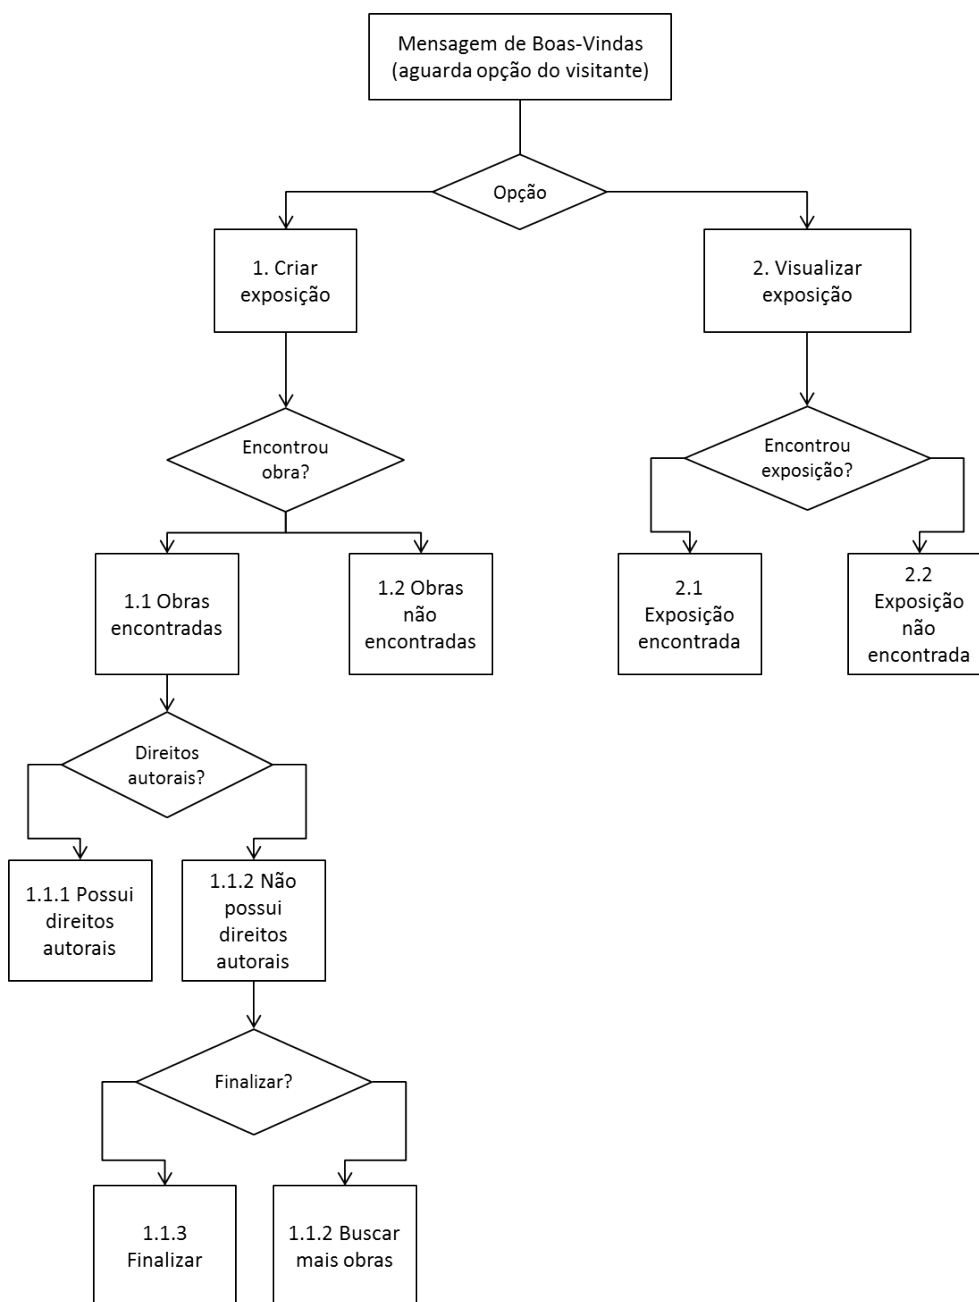 Mensagem de Boas-Vindas
(aguarda opção do visitante)
Opção
1. Criar
exposição
2. Visualizar
exposição
Encontrou
obra?
Encontrou
exposição?
1.1 Obras
encontradas
1.2 Obras
não
encontradas
2.1
Exposição
encontrada
2.2
Exposição
não
encontrada
Direitos
autorais?
1.1.1 Possui
direitos
autorais
1.1.2 Não
possui
direitos
autorais
Finalizar?
1.1.3
Finalizar
1.1.2 Buscar
mais obras